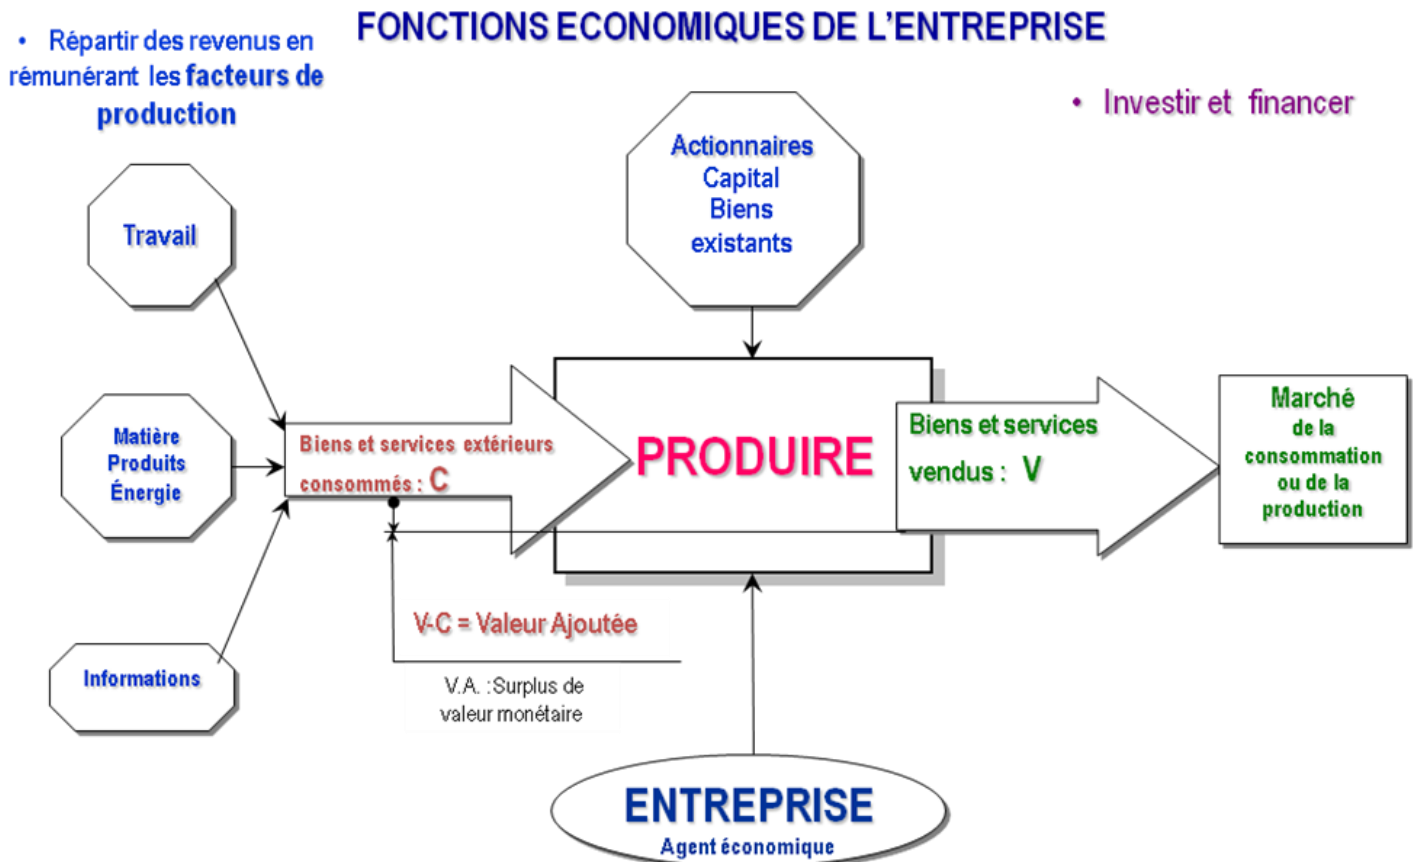 FONCTIONS ECONOMIQUES DE L’ENTREPRISE
• Répartir des revenus en
rémunérant les facteurs de
production
• Investir et financer
Actionnaires
Capital
Biens
existants
Travail
Matière
Produits
Énergie
Informations
Biens et services extérieurs
consommés : C
PRODUIRE
Biens et services
vendus : V
Marché
de la
consommation
ou de la
production
V-C = Valeur Ajoutée
V.A. :Surplus de
valeur monétaire
ENTREPRISE
Agent économique